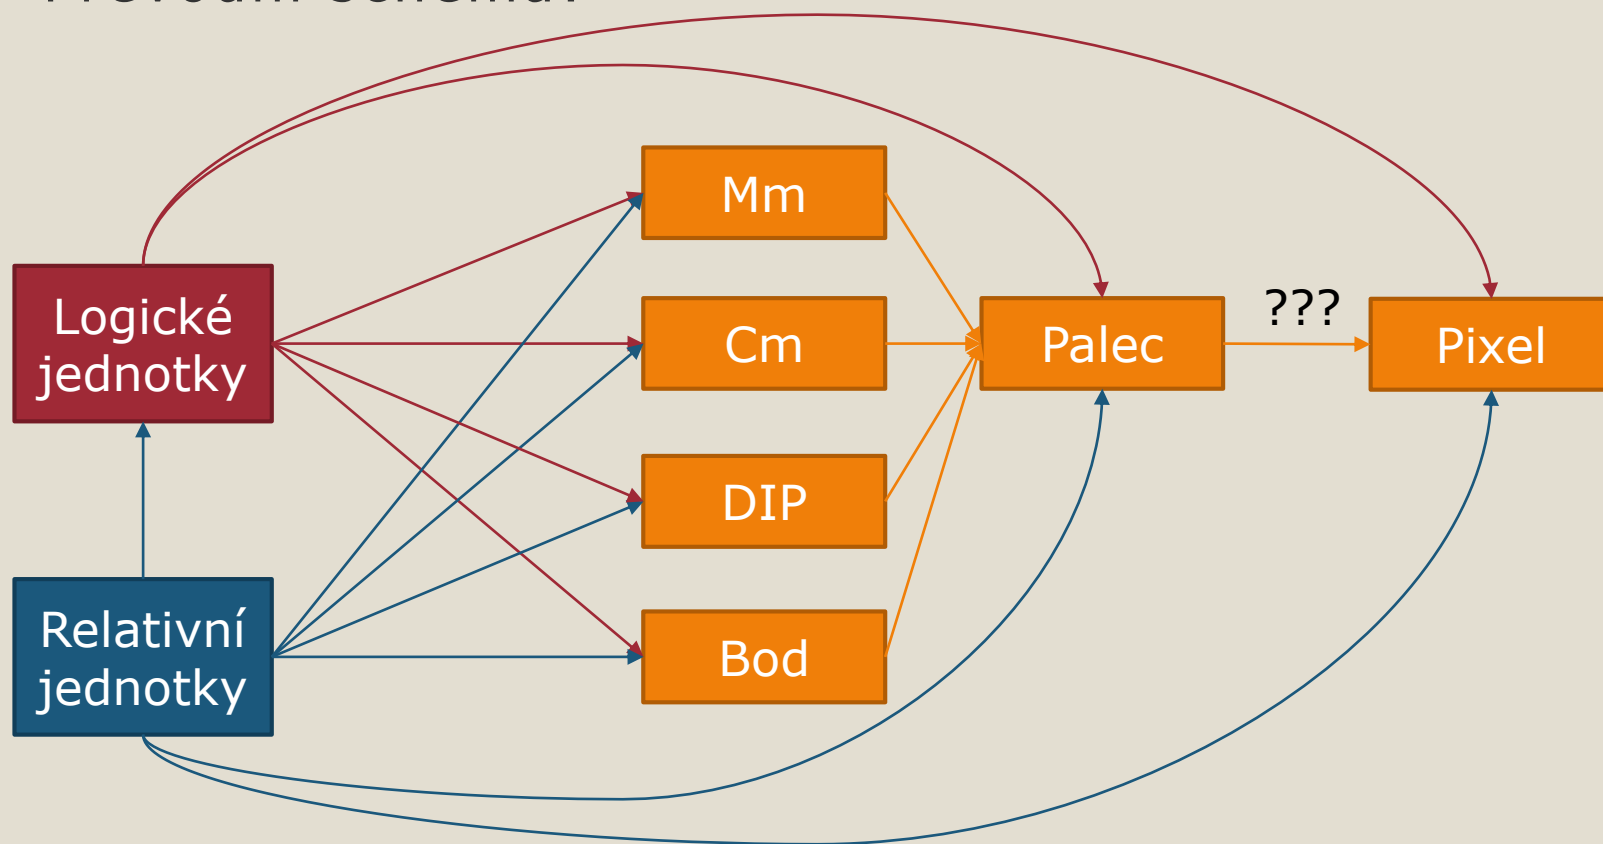 Mm
Logické
jednotky
Cm
Palec
???
Pixel
DIP
Relativní
jednotky
Bod